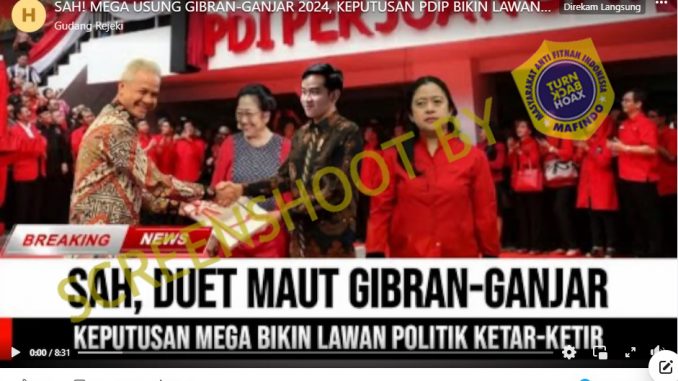 SAH! MEGA USUNG GIBRAN-GANJAR 2024, KEPUTUSAN PDIP BIKIN LAWAN...
Direkam Langsung
H
Gudang Rejeki
PDI PERJUANGAN
MASYARAKAT ANTI FITNAH INDONESIA
TURN
BACK
HOAX
MAFINDO
SCREENSHOOT BY
BREAKING NEWS
SAH, DUET MAUT GIBRAN-GANJAR
KEPUTUSAN MEGA BIKIN LAWAN POLITIK KETAR-KETIR
0:00 / 8:31